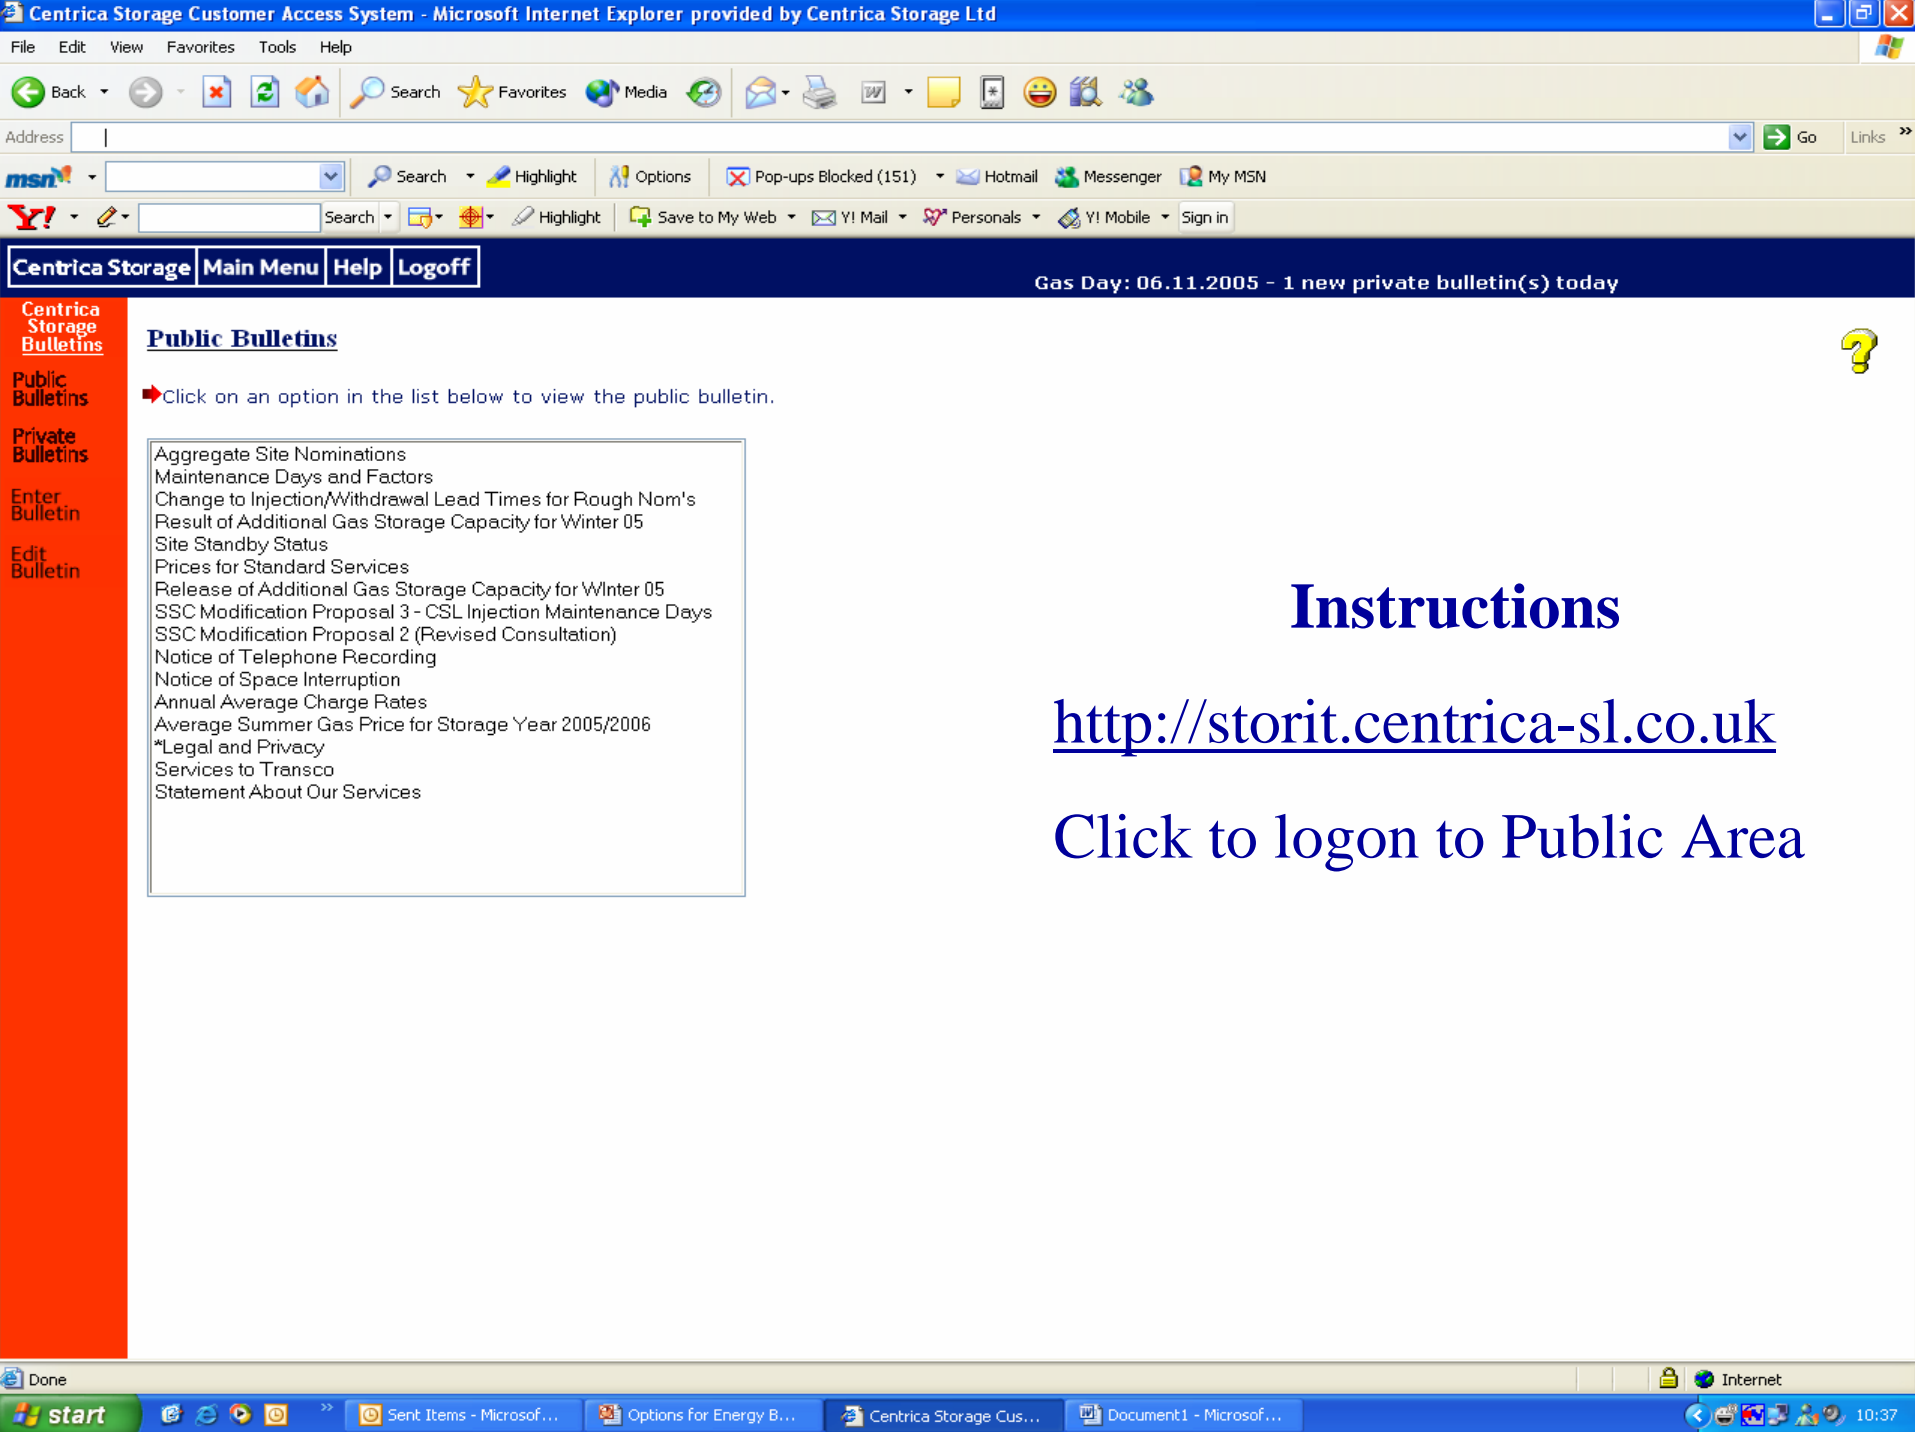 Centrica Storage Customer Access System - Microsoft Internet Explorer provided by Centrica Storage Ltd
File Edit View Favorites Tools Help
Back Search Favorites Media
Address Go Links »
msn Search Highlight Options Pop-ups Blocked (151) Hotmail Messenger My MSN
Y! Search Highlight Save to My Web Y! Mail Personals Y! Mobile Sign in
Centrica Storage Main Menu Help Logoff
Gas Day: 06.11.2005 - 1 new private bulletin(s) today
Centrica
Storage
Bulletins
Public
Bulletins
Private
Bulletins
Enter
Bulletin
Edit
Bulletin
Public Bulletins
Click on an option in the list below to view the public bulletin.
Aggregate Site Nominations
Maintenance Days and Factors
Change to Injection/Withdrawal Lead Times for Rough Nom's
Result of Additional Gas Storage Capacity for Winter 05
Site Standby Status
Prices for Standard Services
Release of Additional Gas Storage Capacity for WInter 05
SSC Modification Proposal 3 - CSL Injection Maintenance Days
SSC Modification Proposal 2 (Revised Consultation)
Notice of Telephone Recording
Notice of Space Interruption
Annual Average Charge Rates
Average Summer Gas Price for Storage Year 2005/2006
*Legal and Privacy
Services to Transco
Statement About Our Services
Instructions
http://storit.centrica-sl.co.uk
Click to logon to Public Area
Done Internet
start » Sent Items - Microsof... Options for Energy B... Centrica Storage Cus... Document1 - Microsof... 10:37